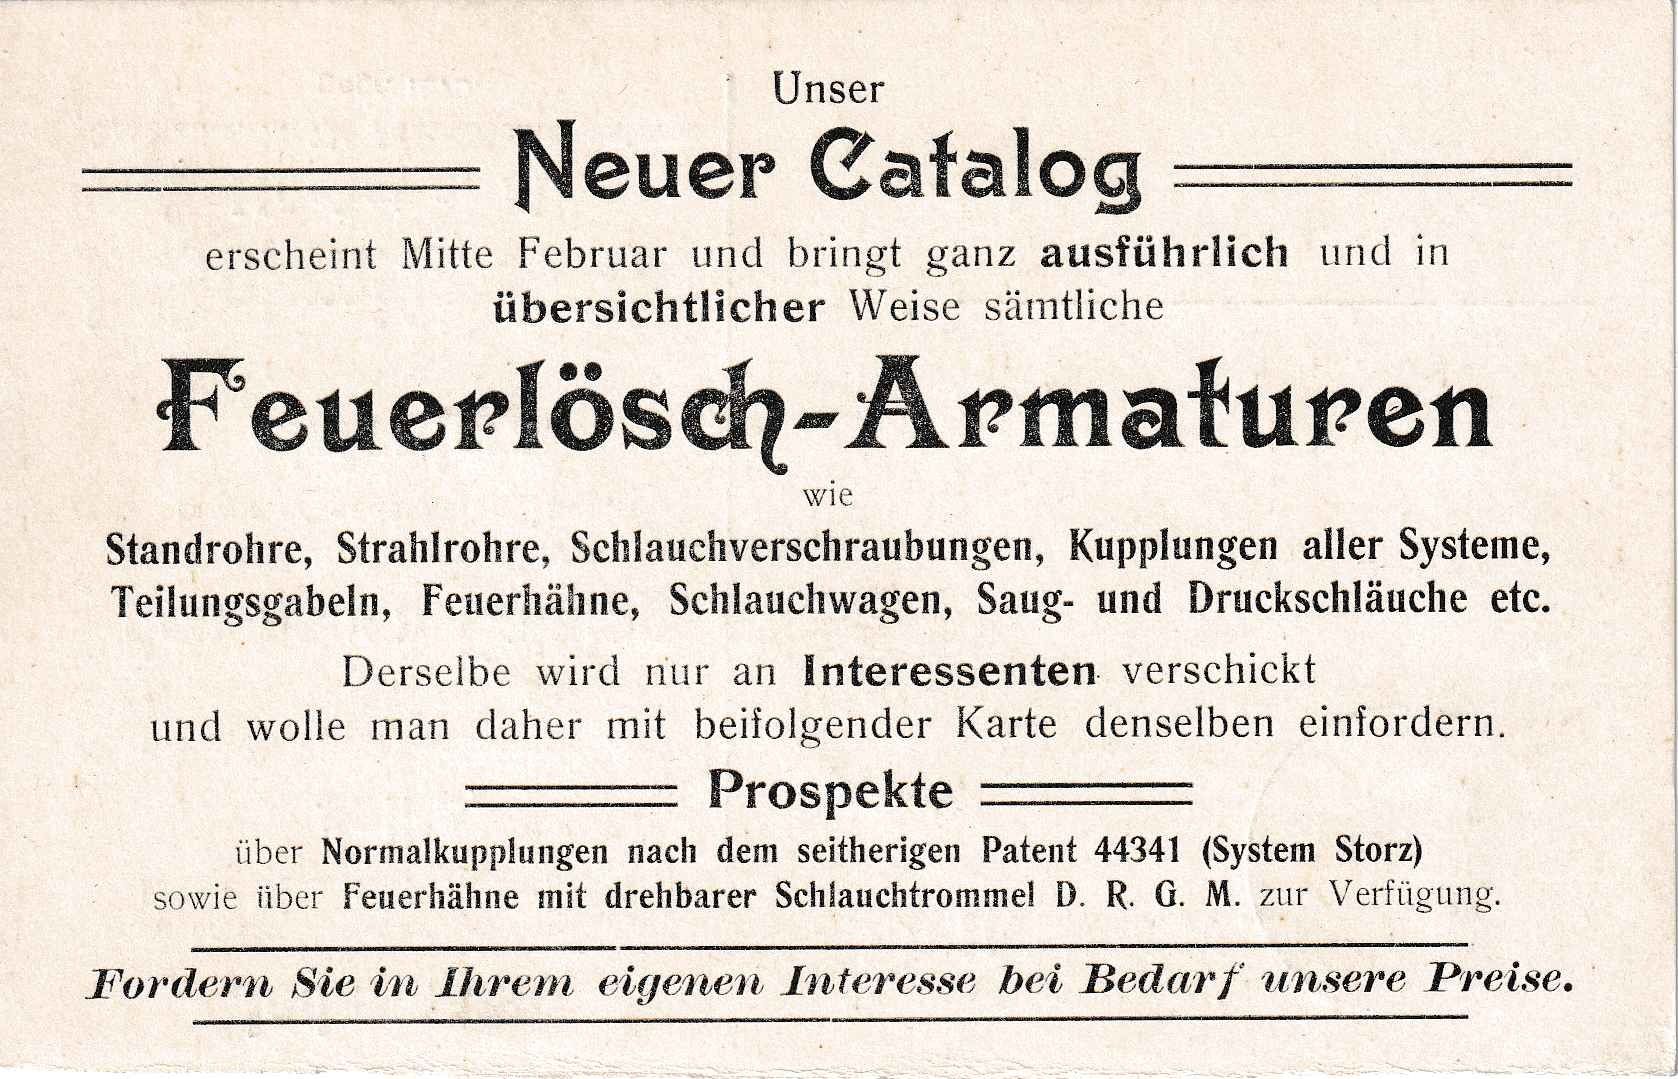 Unser
Neuer Catalog
erscheint Mitte Februar und bringt ganz ausführlich und in
übersichtlicher Weise sämtliche
Feuerlösch-Armaturen
wie
Standrohre, Strahlrohre, Schlauchverschraubungen, Kupplungen aller Systeme,
Teilungsgabeln, Feuerhähne, Schlauchwagen, Saug- und Druckschläuche etc.
Derselbe wird nur an Interessenten verschickt
und wolle man daher mit beifolgender Karte denselben einfordern.
Prospekte
über Normalkupplungen nach dem seitherigen Patent 44341 (System Storz)
sowie über Feuerhähne mit drehbarer Schlauchtrommel D. R. G. M. zur Verfügung.
Fordern Sie in Ihrem eigenen Interesse bei Bedarf unsere Preise.